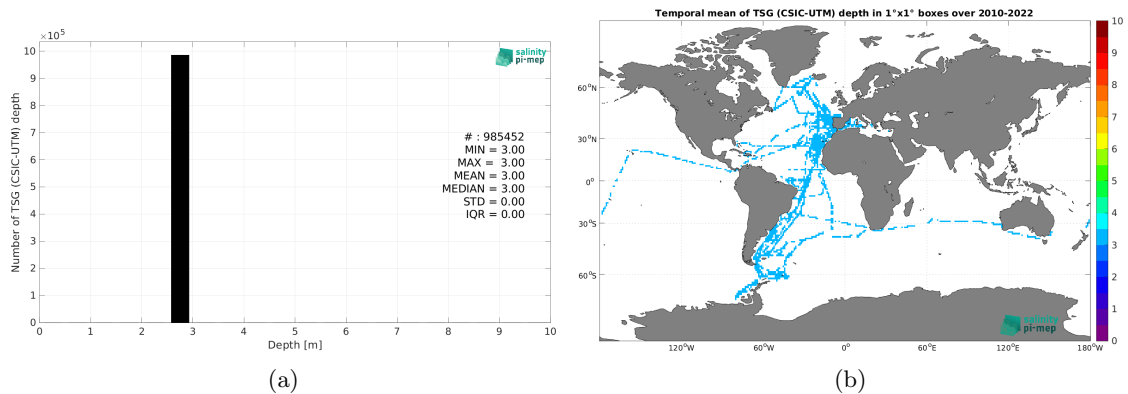 ×10⁵
10
9
8
7
6
5
4
3
2
1
0
Number of TSG (CSIC-UTM) depth
salinity
pi-mep
# : 985452
MIN = 3.00
MAX = 3.00
MEAN = 3.00
MEDIAN = 3.00
STD = 0.00
IQR = 0.00
0 1 2 3 4 5 6 7 8 9 10
Depth [m]
(a)
Temporal mean of TSG (CSIC-UTM) depth in 1°x1° boxes over 2010-2022
60°N
30°N
0°
30°S
60°S
120°W 60°W 0° 60°E 120°E 180°W
salinity
pi-mep
10
9
8
7
6
5
4
3
2
1
0
(b)